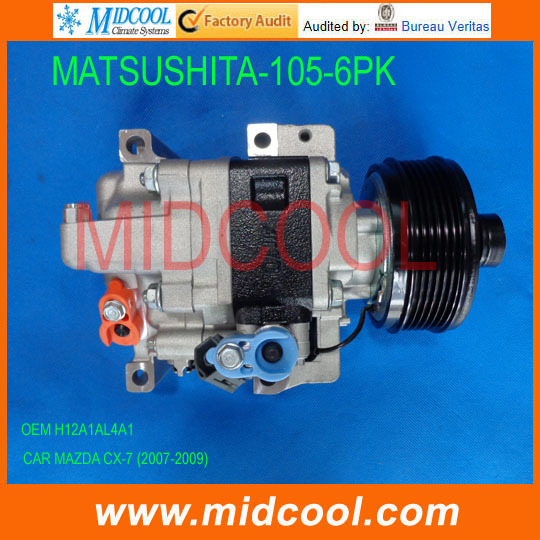 MIDCOOL
Climate Systems
Factory Audit
Audited by:
Bureau Veritas
MATSUSHITA-105-6PK
MIDCOOL
OEM H12A1AL4A1
CAR MAZDA CX-7 (2007-2009)
www.midcool.com